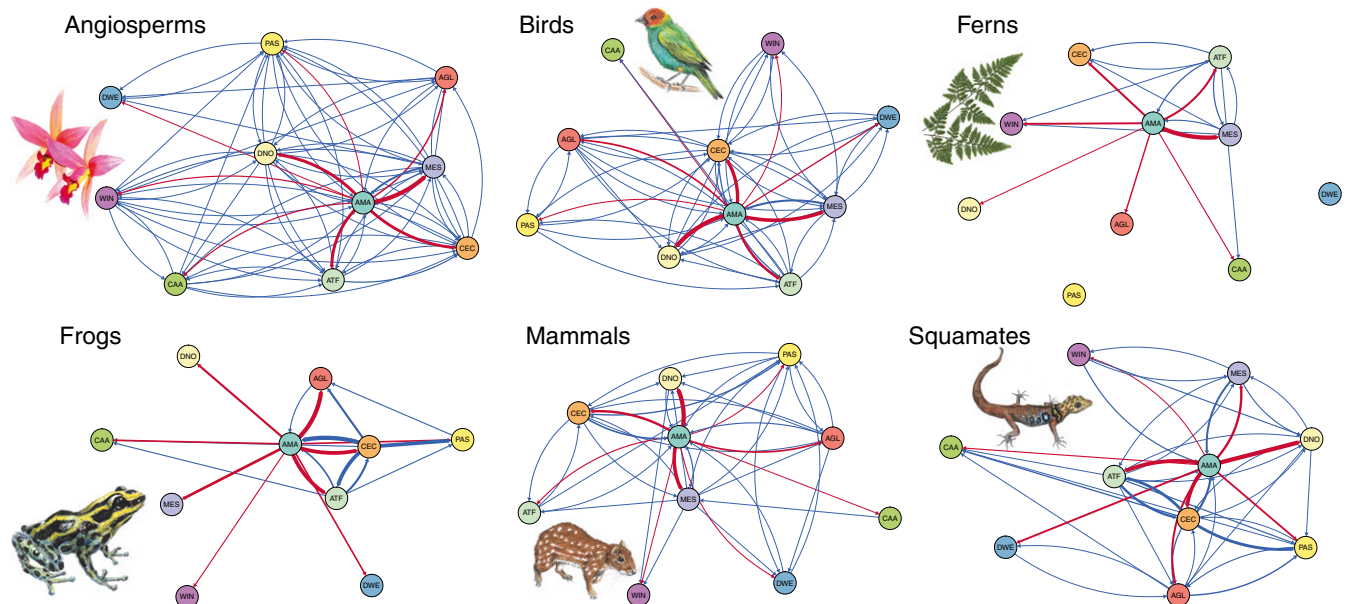 Angiosperms
PAS
AGL
DWE
DNO
MES
WIN
AMA
CEC
ATF
CAA
Birds
WIN
CAA
DWE
AGL
CEC
MES
AMA
PAS
DNO
ATF
Ferns
CEC
ATF
WIN
AMA
MES
DWE
DNO
AGL
CAA
PAS
Frogs
DNO
AGL
CAA
AMA
CEC
PAS
MES
ATF
DWE
WIN
Mammals
PAS
DNO
CEC
AMA
AGL
MES
ATF
CAA
DWE
WIN
Squamates
WIN
MES
DNO
CAA
AMA
ATF
CEC
DWE
PAS
AGL